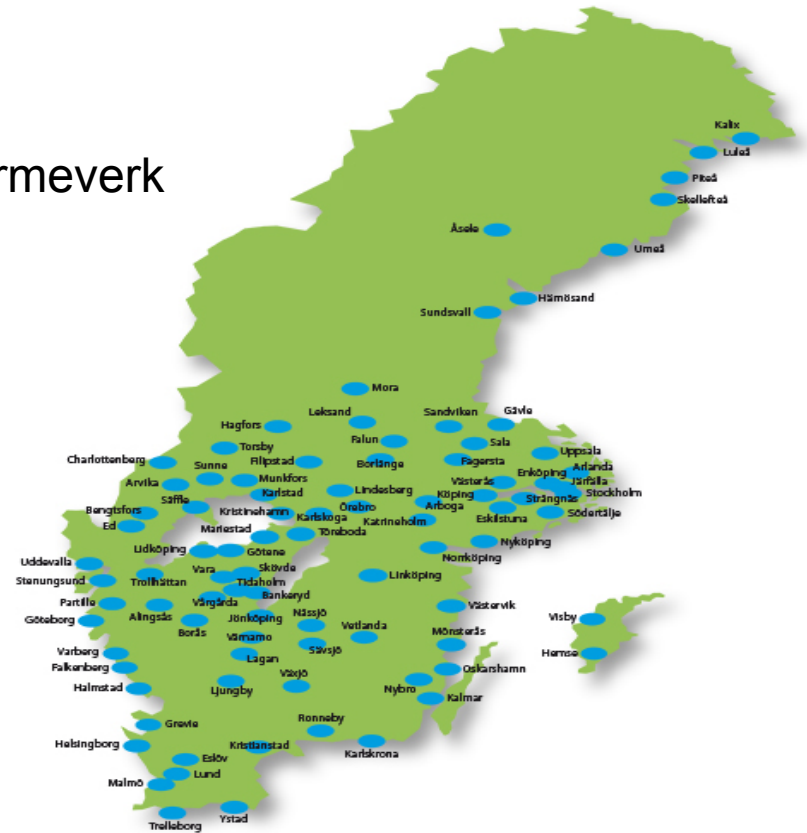 rmeverk
Kalix
Luleå
Piteå
Skellefteå
Åsele
Umeå
Härnösand
Sundsvall
Mora
Leksand
Sandviken
Gävle
Hagfors
Falun
Sala
Torsby
Uppsala
Charlottenberg
Filipstad
Borlänge
Fagersta
Arlanda
Sunne
Enköping
Järfälla
Arvika
Munkfors
Västerås
Karlstad
Lindesberg
Köping
Stockholm
Säffle
Strängnäs
Bengtsfors
Kristinehamn
Örebro
Arboga
Karlskoga
Katrineholm
Eskilstuna
Södertälje
Ed
Mariestad
Töreboda
Nyköping
Lidköping
Götene
Norrköping
Uddevalla
Vara
Skövde
Stenungsund
Trollhättan
Tidaholm
Linköping
Bankeryd
Partille
Vårgårda
Västervik
Göteborg
Alingsås
Jönköping
Nässjö
Visby
Borås
Värnamo
Vetlanda
Mönsterås
Varberg
Sävsjö
Hemse
Lagan
Falkenberg
Oskarshamn
Halmstad
Ljungby
Växjö
Nybro
Kalmar
Grevie
Ronneby
Helsingborg
Kristianstad
Karlskrona
Eslöv
Lund
Malmö
Trelleborg
Ystad